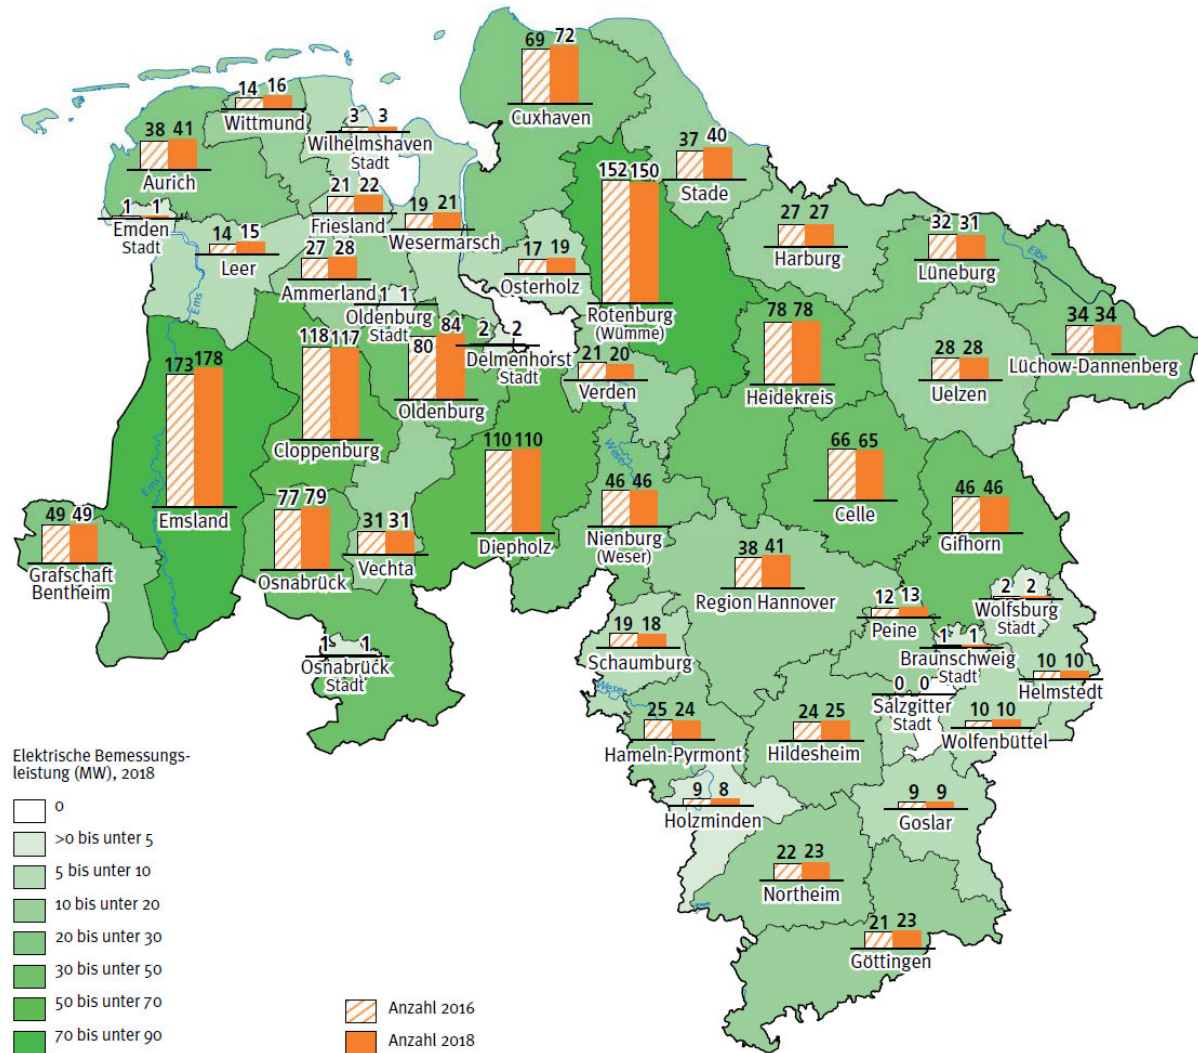 69 72
Cuxhaven
14 16
Wittmund
3 3
Wilhelmshaven
Stadt
38 41
Aurich
37 40
Stade
152 150
Rotenburg
(Wümme)
1 1
Emden
Stadt
21 22
Friesland
19 21
Wesermarsch
14 15
Leer
27 28
Ammerland
17 19
Osterholz
27 27
Harburg
32 31
Lüneburg
Elbe
Ems
1 1
Oldenburg
Stadt
118 117
Cloppenburg
80 84
Oldenburg
2 2
Delmenhorst
Stadt
21 20
Verden
78 78
Heidekreis
28 28
Uelzen
34 34
Lüchow-Dannenberg
173 178
Emsland
Ems
110 110
Diepholz
Weser
66 65
Celle
46 46
Nienburg
(Weser)
46 46
Gifhorn
49 49
Grafschaft
Bentheim
77 79
Osnabrück
31 31
Vechta
38 41
Region Hannover
12 13
Peine
2 2
Wolfsburg
Stadt
1 1
Osnabrück
Stadt
19 18
Schaumburg
1 1
Braunschweig
Stadt
10 10
Helmstedt
0 0
Salzgitter
Stadt
Weser
25 24
Hameln-Pyrmont
24 25
Hildesheim
10 10
Wolfenbüttel
9 8
Holzminden
9 9
Goslar
22 23
Northeim
21 23
Göttingen
Elektrische Bemessungs-
leistung (MW), 2018
0
>0 bis unter 5
5 bis unter 10
10 bis unter 20
20 bis unter 30
30 bis unter 50
50 bis unter 70
70 bis unter 90
Anzahl 2016
Anzahl 2018